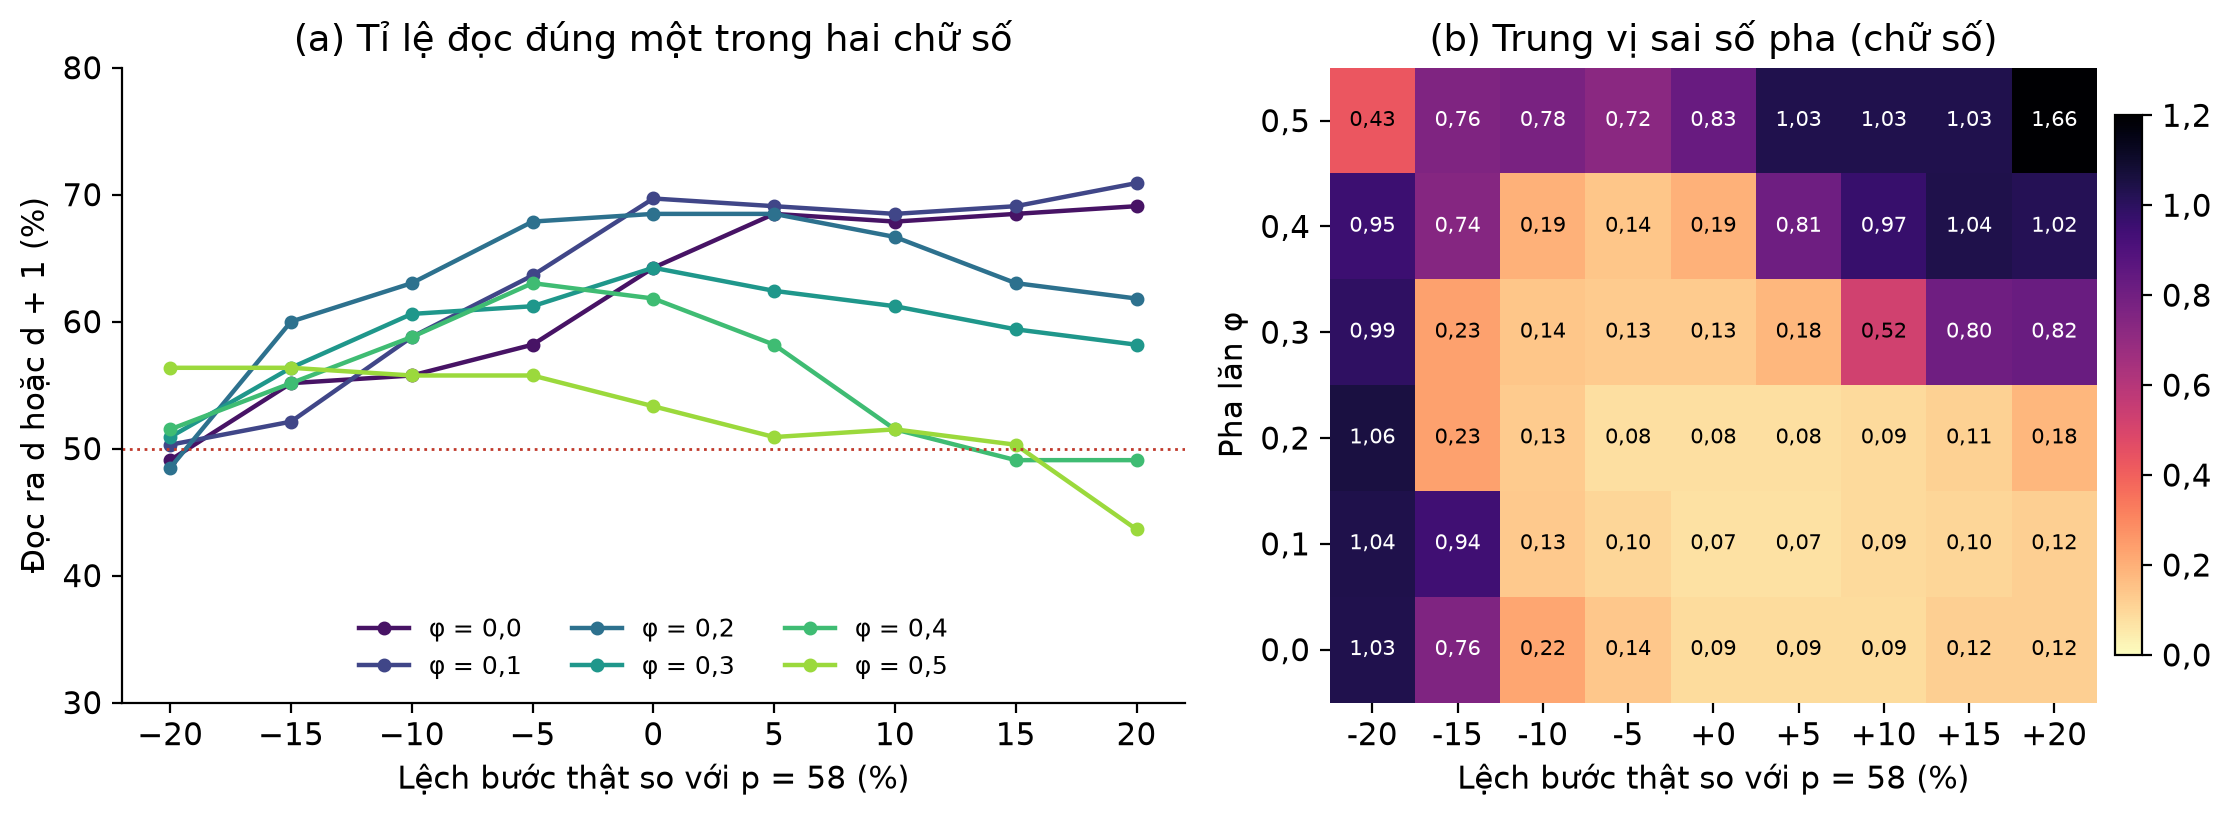 (a) Tỉ lệ đọc đúng một trong hai chữ số
Đọc ra d hoặc d + 1 (%)
80
70
60
50
40
30
φ = 0,0
φ = 0,2
φ = 0,4
φ = 0,1
φ = 0,3
φ = 0,5
−20 −15 −10 −5 0 5 10 15 20
Lệch bước thật so với p = 58 (%)
(b) Trung vị sai số pha (chữ số)
Pha lăn φ
0,5 0,43 0,76 0,78 0,72 0,83 1,03 1,03 1,03 1,66
0,4 0,95 0,74 0,19 0,14 0,19 0,81 0,97 1,04 1,02
0,3 0,99 0,23 0,14 0,13 0,13 0,18 0,52 0,80 0,82
0,2 1,06 0,23 0,13 0,08 0,08 0,08 0,09 0,11 0,18
0,1 1,04 0,94 0,13 0,10 0,07 0,07 0,09 0,10 0,12
0,0 1,03 0,76 0,22 0,14 0,09 0,09 0,09 0,12 0,12
-20 -15 -10 -5 +0 +5 +10 +15 +20
Lệch bước thật so với p = 58 (%)
1,2
1,0
0,8
0,6
0,4
0,2
0,0